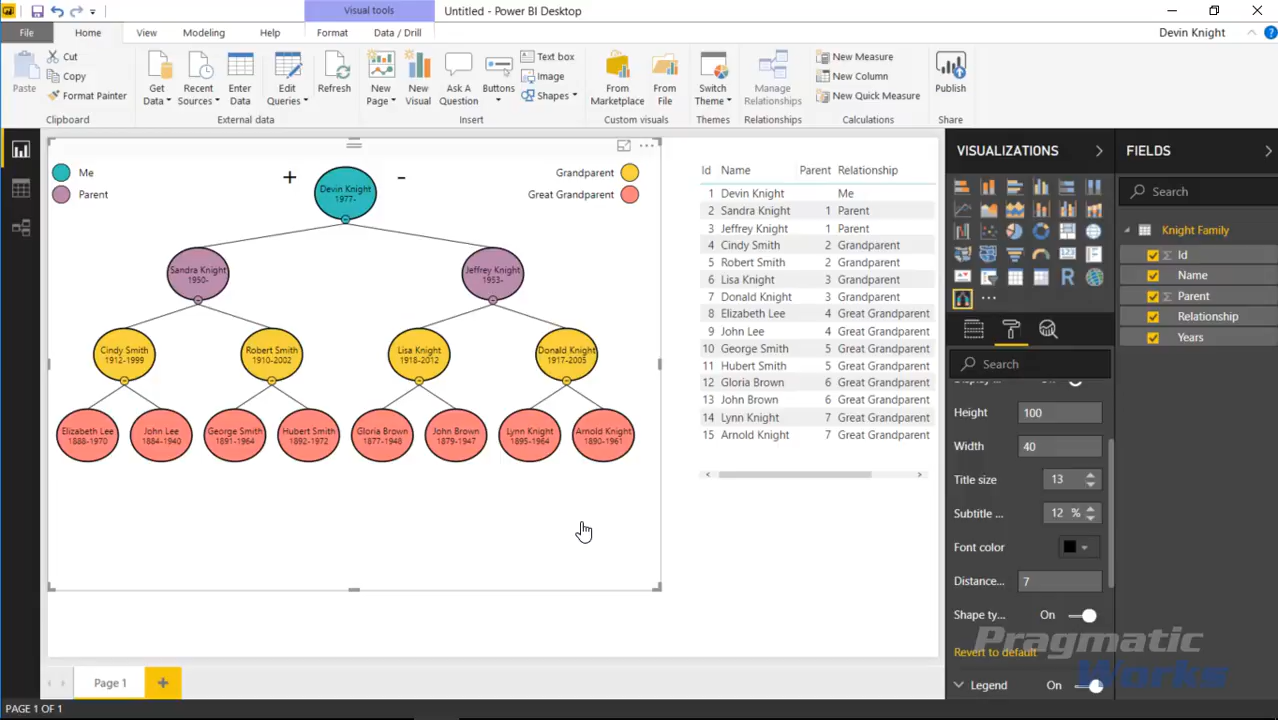 Visual tools
Untitled - Power BI Desktop
File Home View Modeling Help Format Data / Drill Devin Knight
Paste
Cut
Copy
Format Painter
Clipboard
Get Data
Recent Sources
Enter Data
Edit Queries
Refresh
External data
New Page
New Visual
Ask A Question
Buttons
Text box
Image
Shapes
Insert
From Marketplace
From File
Custom visuals
Switch Theme
Themes
Manage Relationships
Relationships
New Measure
New Column
New Quick Measure
Calculations
Publish
Share
Me
Parent
+ -
Grandparent
Great Grandparent
Devin Knight
1977-
Sandra Knight
1950-
Jeffrey Knight
1953-
Cindy Smith
1912-1999
Robert Smith
1910-2002
Lisa Knight
1918-2012
Donald Knight
1917-2005
Elizabeth Lee
1888-1970
John Lee
1884-1940
George Smith
1891-1964
Hubert Smith
1892-1972
Gloria Brown
1877-1948
John Brown
1879-1947
Lynn Knight
1895-1964
Arnold Knight
1890-1961
Id Name Parent Relationship
1 Devin Knight Me
2 Sandra Knight 1 Parent
3 Jeffrey Knight 1 Parent
4 Cindy Smith 2 Grandparent
5 Robert Smith 2 Grandparent
6 Lisa Knight 3 Grandparent
7 Donald Knight 3 Grandparent
8 Elizabeth Lee 4 Great Grandparent
9 John Lee 4 Great Grandparent
10 George Smith 5 Great Grandparent
11 Hubert Smith 5 Great Grandparent
12 Gloria Brown 6 Great Grandparent
13 John Brown 6 Great Grandparent
14 Lynn Knight 7 Great Grandparent
15 Arnold Knight 7 Great Grandparent
VISUALIZATIONS
R
Search
Height 100
Width 40
Title size 13
Subtitle ... 12 %
Font color
Distance... 7
Shape ty... On
Revert to default
Legend On
FIELDS
Search
Knight Family
Σ Id
Name
Σ Parent
Relationship
Years
Pragmatic
Works
Page 1
PAGE 1 OF 1